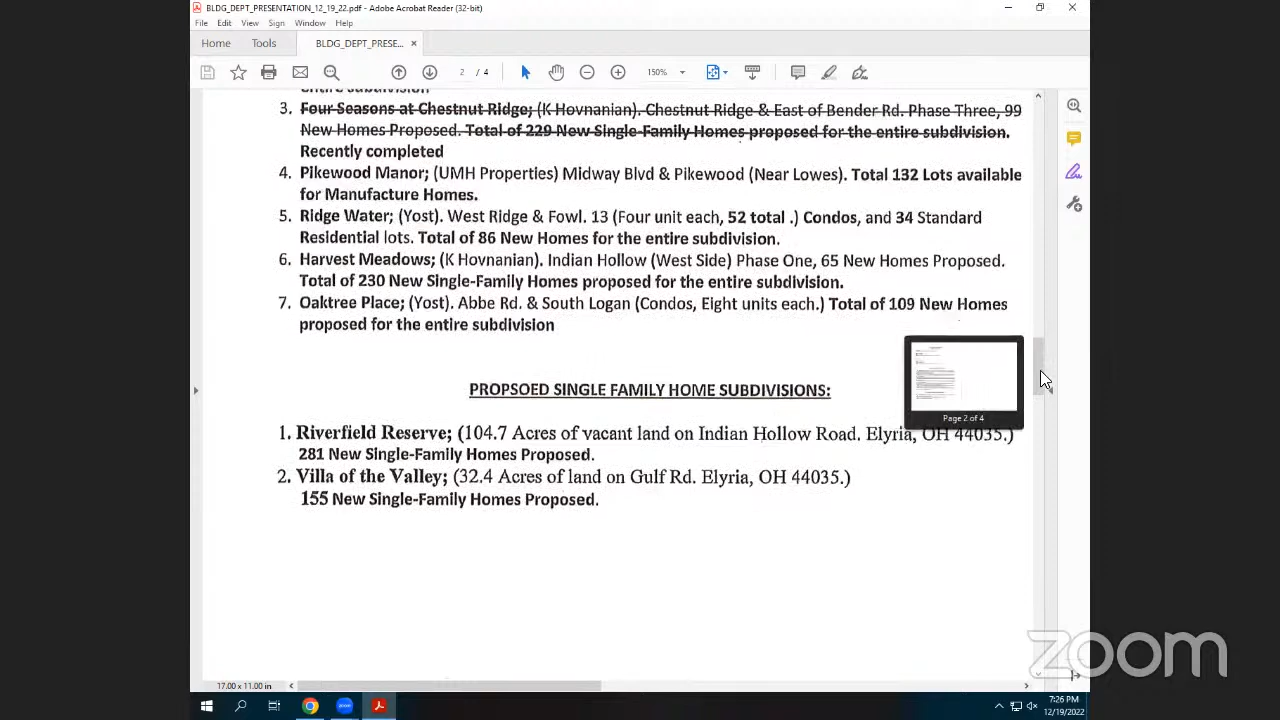 BLDG_DEPT_PRESENTATION_12_19_22.pdf - Adobe Acrobat Reader (32-bit)
File Edit View Sign Window Help
Home Tools BLDG_DEPT_PRESE... ×
2 / 4 150%
entire subdivision
3. Four Seasons at Chestnut Ridge; (K Hovnanian). Chestnut Ridge & East of Bender Rd. Phase Three, 99
New Homes Proposed. Total of 229 New Single-Family Homes proposed for the entire subdivision.
Recently completed
4. Pikewood Manor; (UMH Properties) Midway Blvd & Pikewood (Near Lowes). Total 132 Lots available
for Manufacture Homes.
5. Ridge Water; (Yost). West Ridge & Fowl. 13 (Four unit each, 52 total .) Condos, and 34 Standard
Residential lots. Total of 86 New Homes for the entire subdivision.
6. Harvest Meadows; (K Hovnanian). Indian Hollow (West Side) Phase One, 65 New Homes Proposed.
Total of 230 New Single-Family Homes proposed for the entire subdivision.
7. Oaktree Place; (Yost). Abbe Rd. & South Logan (Condos, Eight units each.) Total of 109 New Homes
proposed for the entire subdivision
Page 2 of 4
PROPSOED SINGLE FAMILY HOME SUBDIVISIONS:
1. Riverfield Reserve; (104.7 Acres of vacant land on Indian Hollow Road. Elyria, OH 44035.)
281 New Single-Family Homes Proposed.
2. Villa of the Valley; (32.4 Acres of land on Gulf Rd. Elyria, OH 44035.)
155 New Single-Family Homes Proposed.
zoom
17.00 x 11.00 in
7:26 PM
12/19/2022